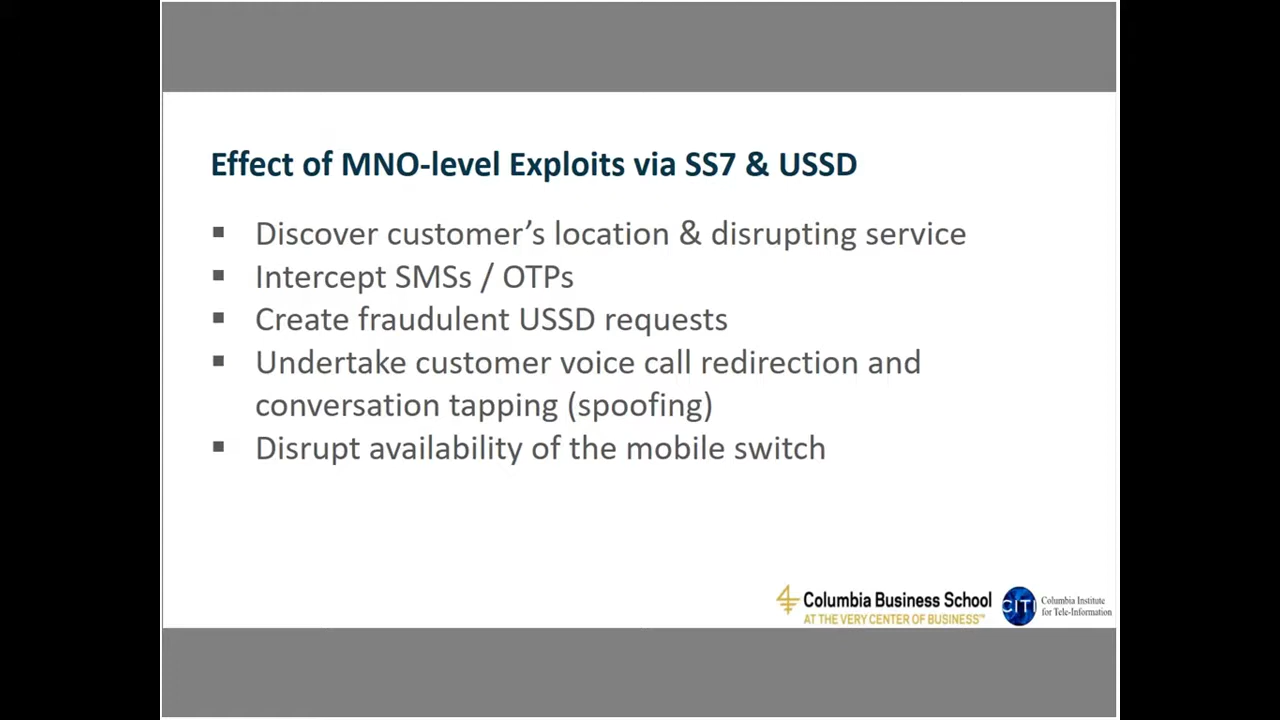 Effect of MNO-level Exploits via SS7 & USSD
▪ Discover customer’s location & disrupting service
▪ Intercept SMSs / OTPs
▪ Create fraudulent USSD requests
▪ Undertake customer voice call redirection and
conversation tapping (spoofing)
▪ Disrupt availability of the mobile switch
Columbia Business School
AT THE VERY CENTER OF BUSINESS™
CITI
Columbia Institute
for Tele-Information